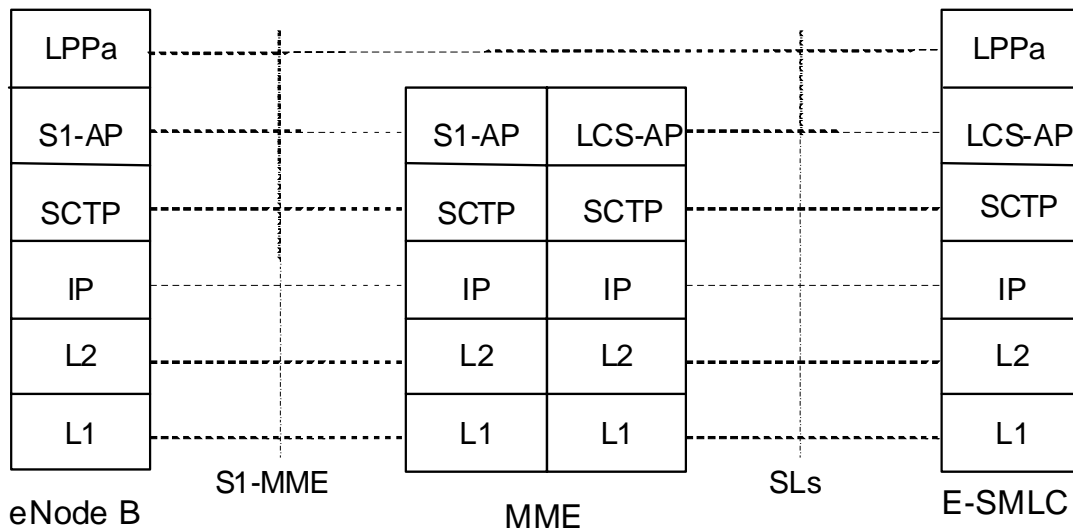 LPPa LPPa
S1-AP S1-AP LCS-AP LCS-AP
SCTP SCTP SCTP SCTP
IP IP IP IP
L2 L2 L2 L2
L1 L1 L1 L1
S1-MME SLs
eNode B MME E-SMLC